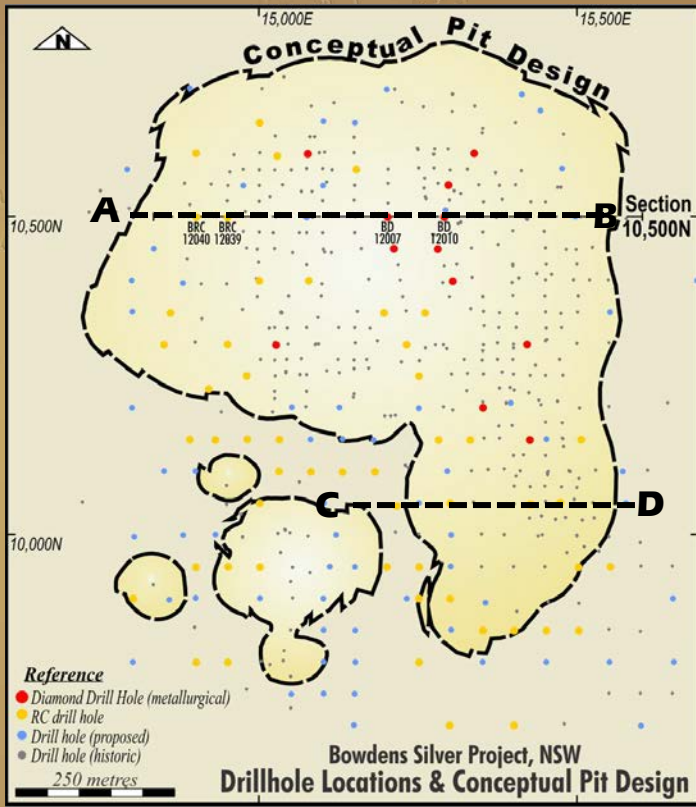 15,000E
15,500E
N
Conceptual Pit Design
A
B
Section
10,500N
10,500N
BRC
12040
BRC
12039
BD
12007
BD
12010
C
D
10,000N
Reference
Diamond Drill Hole (metallurgical)
RC drill hole
Drill hole (proposed)
Drill hole (historic)
250 metres
Bowdens Silver Project, NSW
Drillhole Locations & Conceptual Pit Design